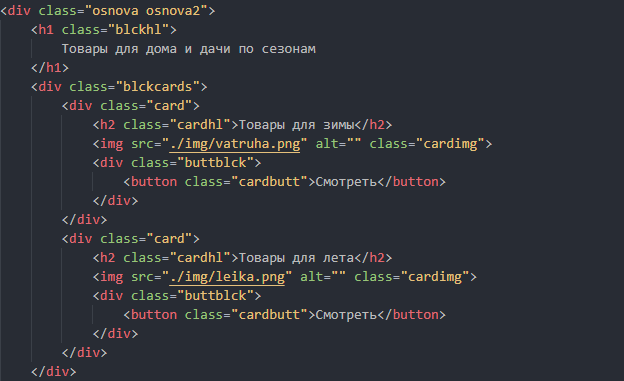 <div class="osnova osnova2">
<h1 class="blckhl">
Товары для дома и дачи по сезонам
</h1>
<div class="blckcards">
<div class="card">
<h2 class="cardhl">Товары для зимы</h2>
<img src="./img/vatruha.png" alt="" class="cardimg">
<div class="buttblck">
<button class="cardbutt">Смотреть</button>
</div>
</div>
<div class="card">
<h2 class="cardhl">Товары для лета</h2>
<img src="./img/leika.png" alt="" class="cardimg">
<div class="buttblck">
<button class="cardbutt">Смотреть</button>
</div>
</div>
</div>